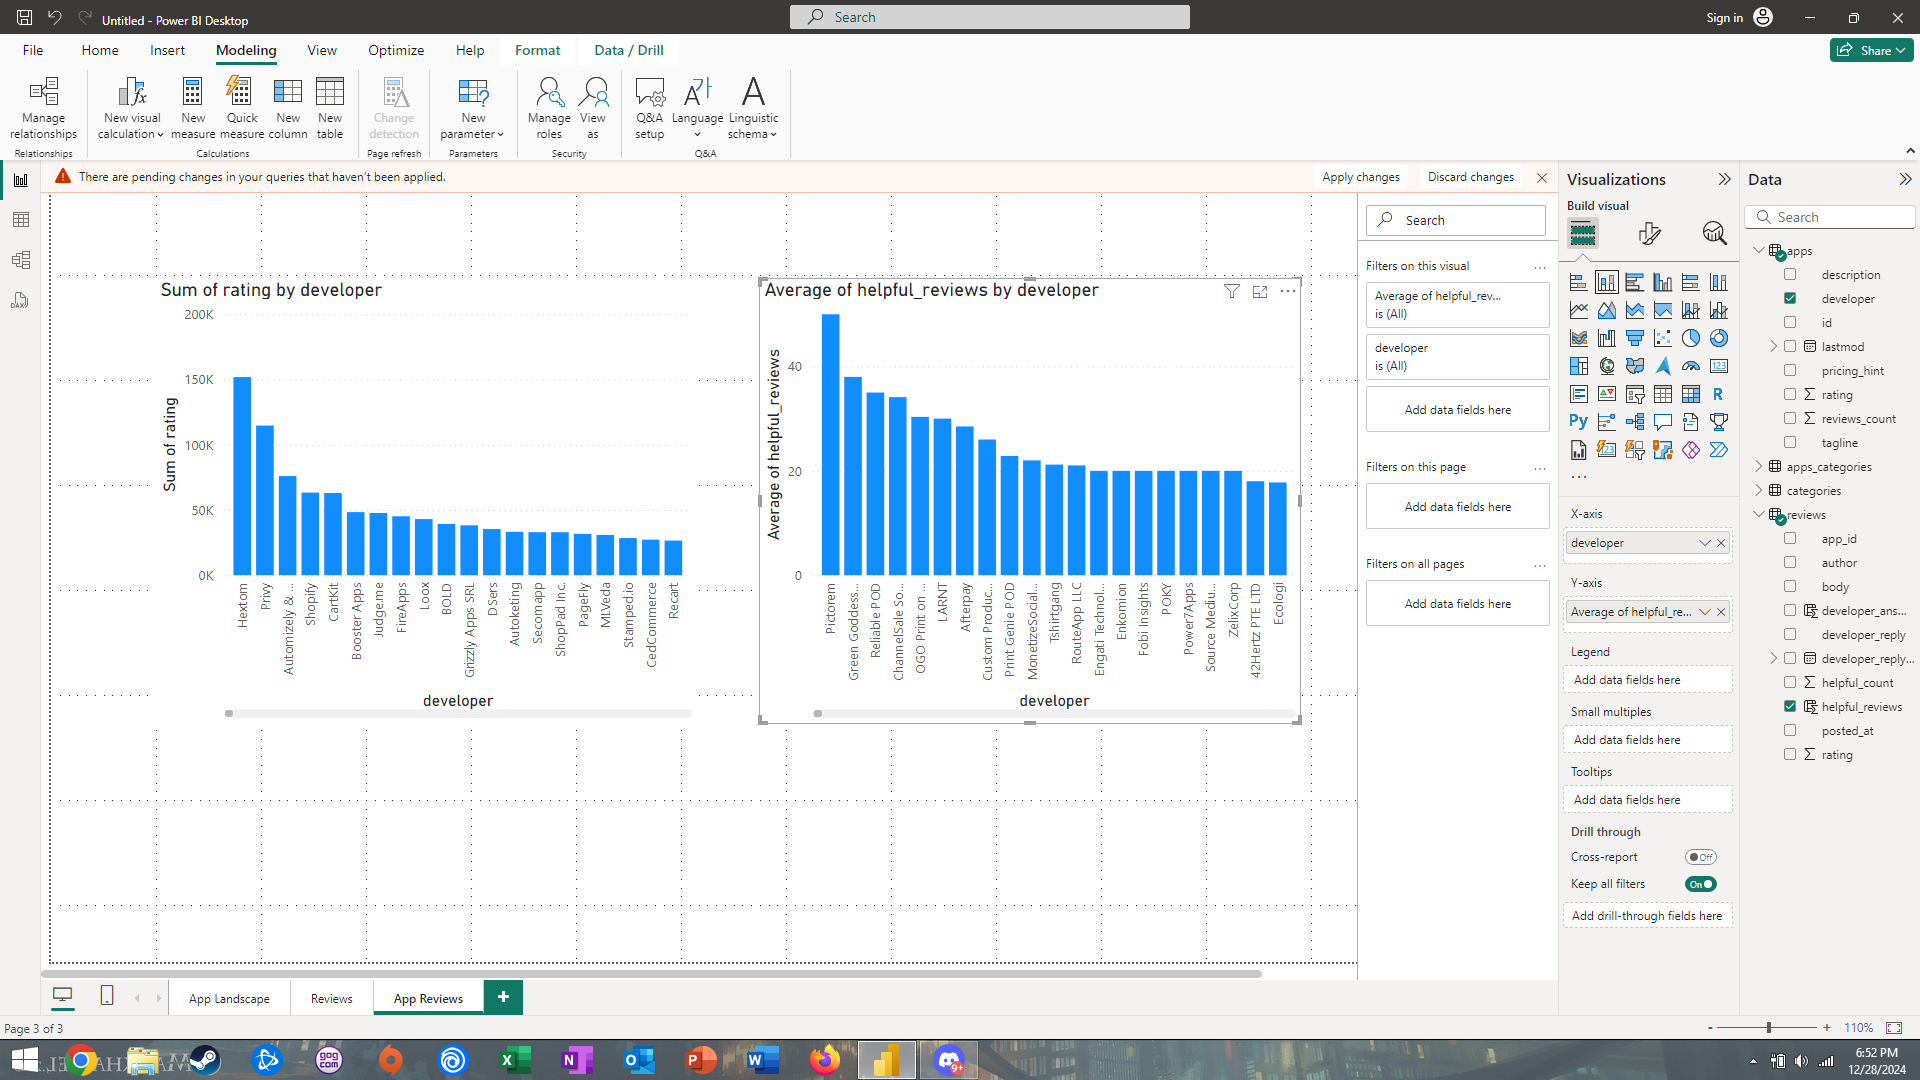 Untitled - Power BI Desktop
Search
Sign in
File
Home
Insert
Modeling
View
Optimize
Help
Format
Data / Drill
Share
Manage relationships
Relationships
New visual calculation
New measure
Quick measure
New column
New table
Calculations
Change detection
Page refresh
New parameter
Parameters
Manage roles
View as
Security
Q&A setup
Language
Linguistic schema
Q&A
There are pending changes in your queries that haven't been applied.
Apply changes
Discard changes
Sum of rating by developer
200K
150K
100K
50K
0K
Sum of rating
Hextom
Privy
Automizely & ...
Shopify
CartKit
Booster Apps
Judge.me
FireApps
Loox
BOLD
Grizzly Apps SRL
DSers
Autoketing
Secomapp
ShopPad Inc.
PageFly
MLVeda
Stamped.io
CedCommerce
Recart
developer
Average of helpful_reviews by developer
40
20
0
Average of helpful_reviews
Pictorem
Green Goddess...
Reliable POD
ChannelSale So...
OGO Print on ...
LARNT
Afterpay
Custom Produc...
Print Genie POD
MonetizeSocial...
Tshirtgang
RouteApp LLC
Engati Technol...
Enkomion
Fobi Insights
POKY
Power7Apps
Source Mediu...
ZelixCorp
42Hertz PTE LTD
Ecologi
developer
Search
Filters on this visual
...
Average of helpful_rev...
is (All)
developer
is (All)
Add data fields here
Filters on this page
...
Add data fields here
Filters on all pages
...
Add data fields here
Visualizations
Build visual
123
R
Py
123
...
X-axis
developer
Y-axis
Average of helpful_re...
Legend
Add data fields here
Small multiples
Add data fields here
Tooltips
Add data fields here
Drill through
Cross-report
Off
Keep all filters
On
Add drill-through fields here
Data
Search
apps
description
developer
id
lastmod
pricing_hint
rating
reviews_count
tagline
apps_categories
categories
reviews
app_id
author
body
developer_ans...
developer_reply
developer_reply...
helpful_count
helpful_reviews
posted_at
rating
App Landscape
Reviews
App Reviews
+
Page 3 of 3
- + 110%
6:52 PM
12/28/2024
gog
com
9+